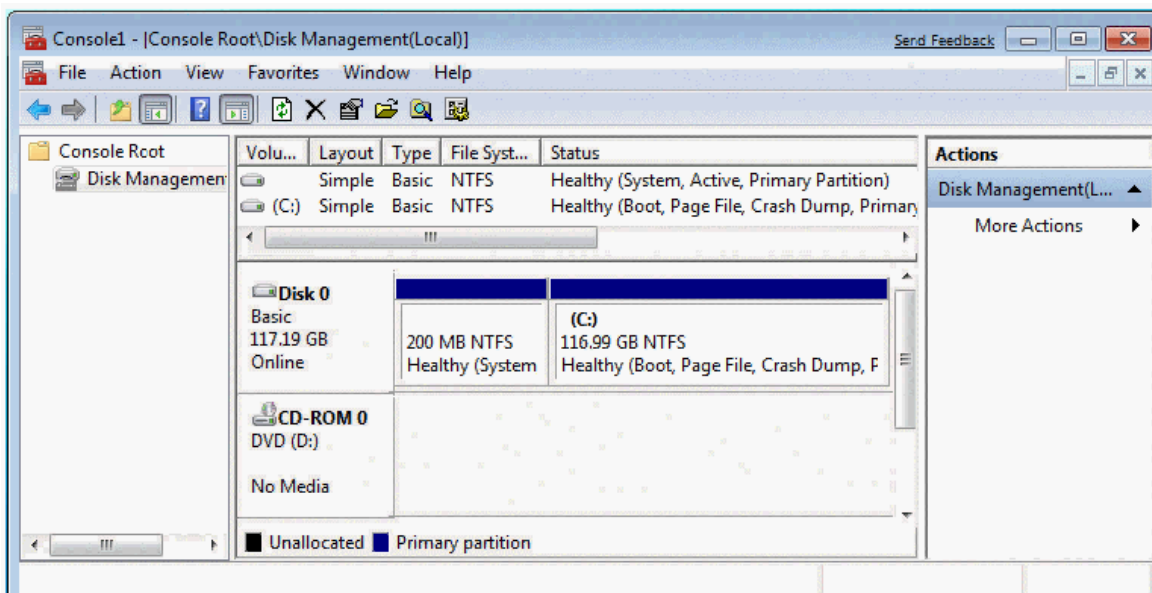 Console1 - [Console Root\Disk Management(Local)]
Send Feedback
File Action View Favorites Window Help
Console Root
Disk Managemen
Volu... Layout Type File Syst... Status
Simple Basic NTFS Healthy (System, Active, Primary Partition)
(C:) Simple Basic NTFS Healthy (Boot, Page File, Crash Dump, Primary
Disk 0
Basic
117.19 GB
Online
200 MB NTFS
Healthy (System
(C:)
116.99 GB NTFS
Healthy (Boot, Page File, Crash Dump, P
CD-ROM 0
DVD (D:)
No Media
Unallocated Primary partition
Actions
Disk Management(L...
More Actions